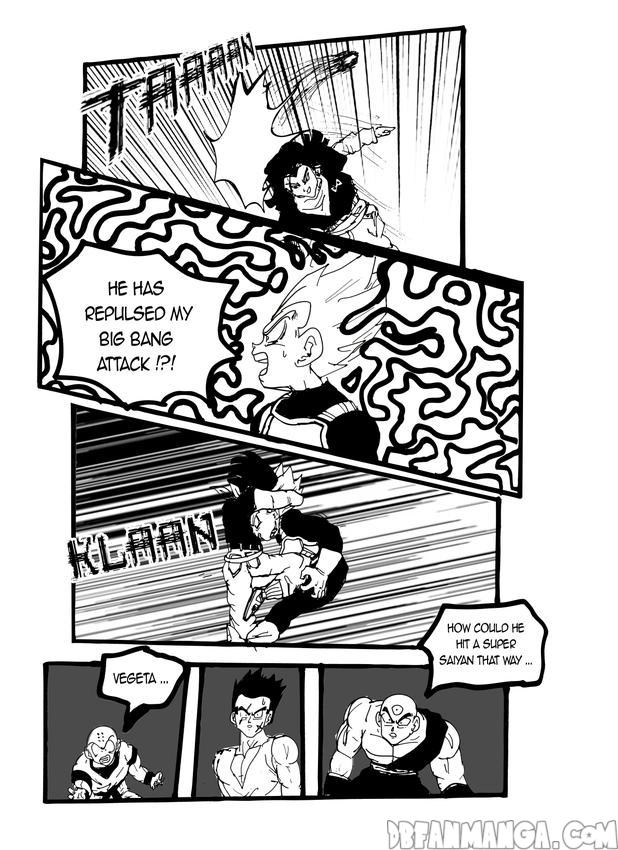 TAAAAAN
HE HAS
REPULSED MY
BIG BANG
ATTACK !?!
KLAAN
HOW COULD HE
HIT A SUPER
SAIYAN THAT WAY ...
VEGETA ...
DBFANMANGA.COM